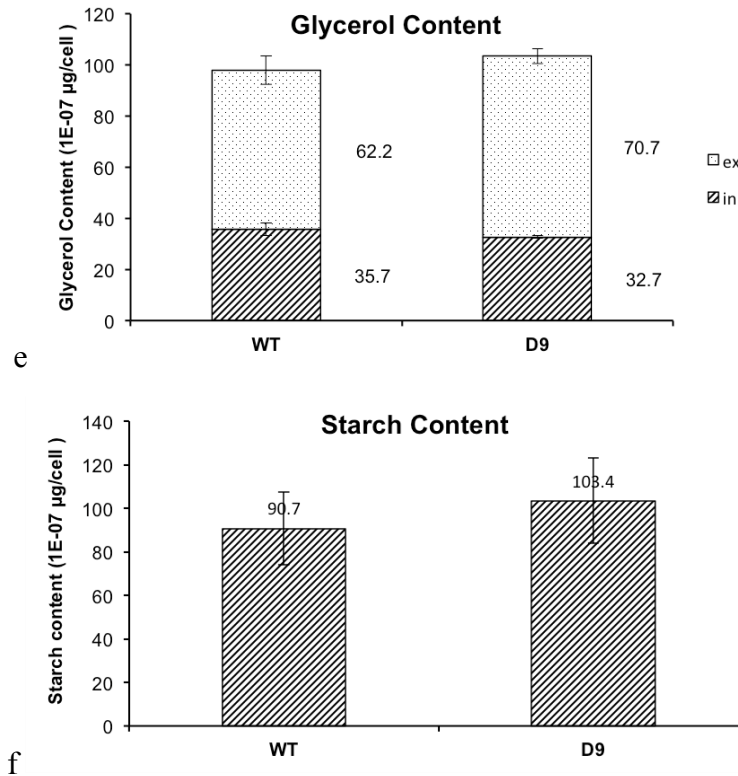 Glycerol Content
Glycerol Content (1E-07 µg/cell )
120
100
80
60
40
20
0
62.2
35.7
70.7
32.7
ex
in
WT
D9
e
Starch Content
Starch content (1E-07 µg/cell )
140
120
100
80
60
40
20
0
90.7
103.4
WT
D9
f